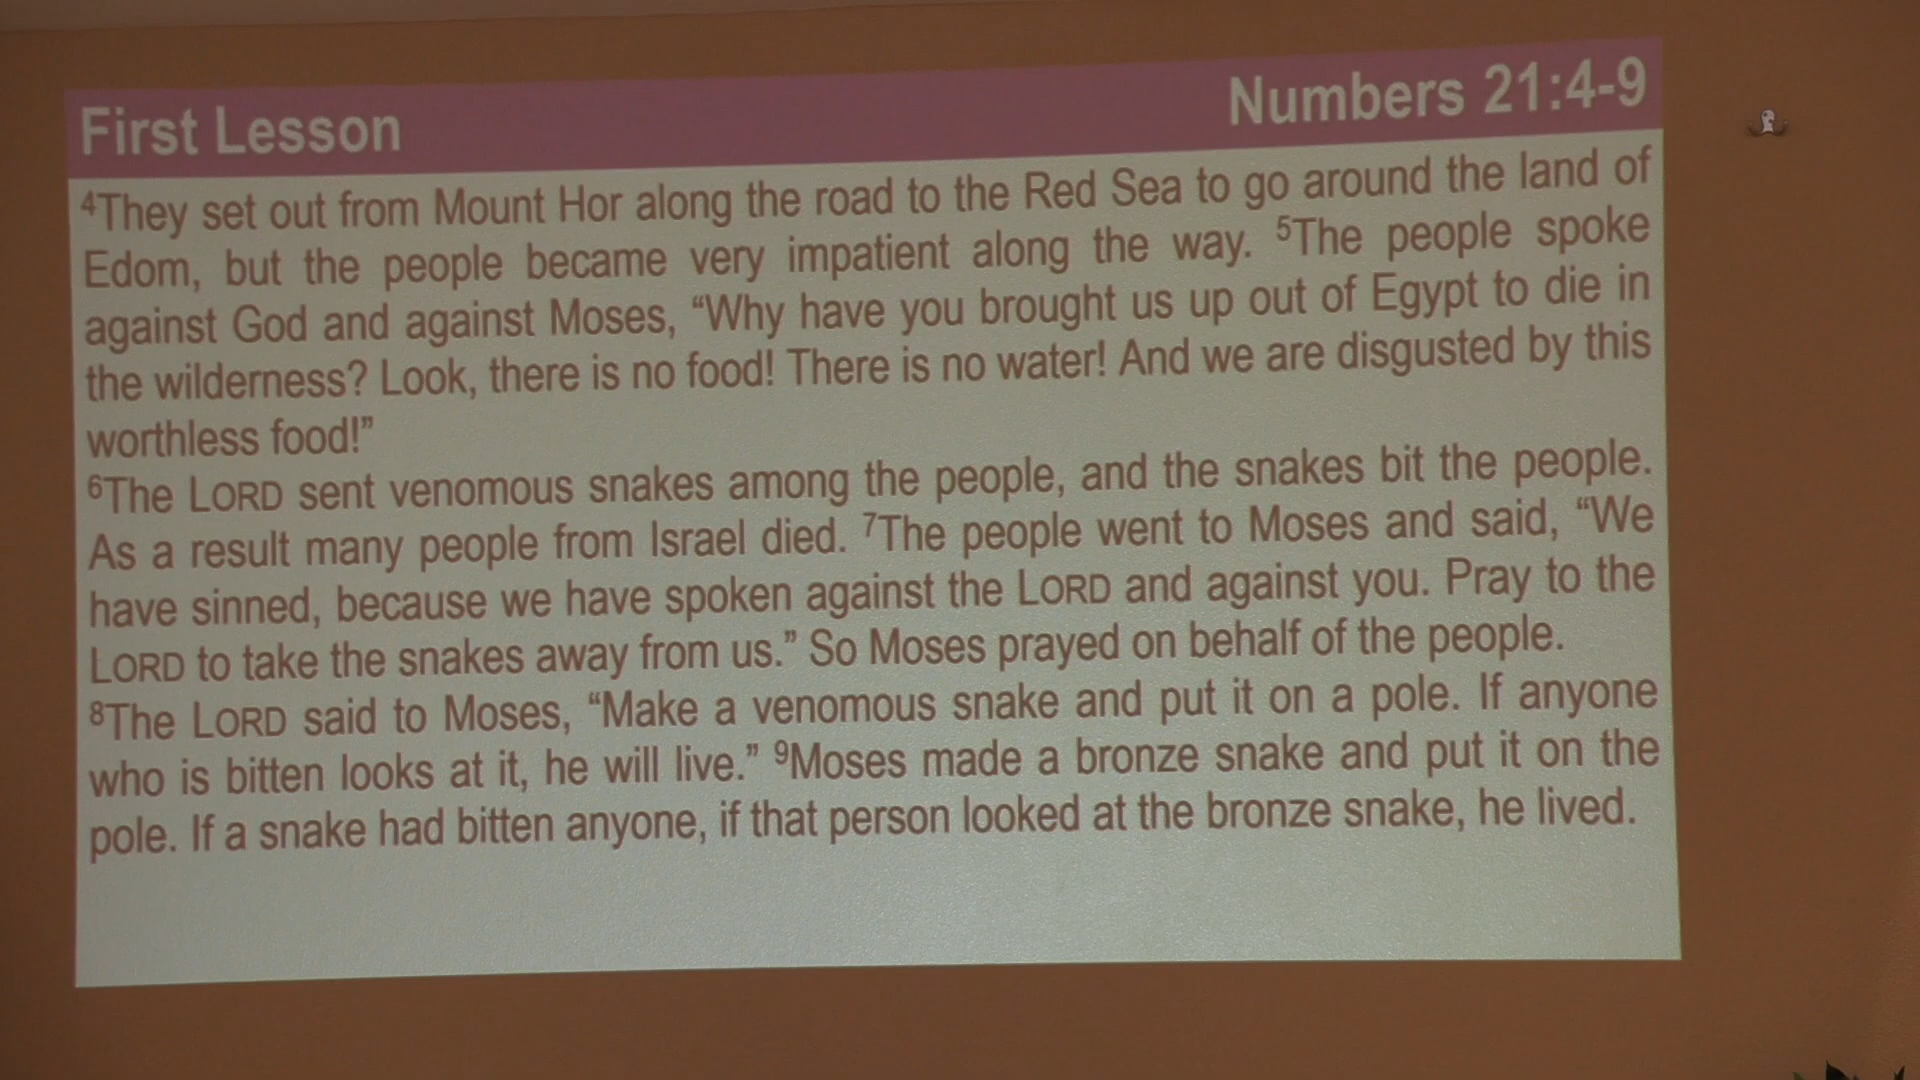 First Lesson Numbers 21:4-9
⁴They set out from Mount Hor along the road to the Red Sea to go around the land of
Edom, but the people became very impatient along the way. ⁵The people spoke
against God and against Moses, “Why have you brought us up out of Egypt to die in
the wilderness? Look, there is no food! There is no water! And we are disgusted by this
worthless food!”
⁶The LORD sent venomous snakes among the people, and the snakes bit the people.
As a result many people from Israel died. ⁷The people went to Moses and said, “We
have sinned, because we have spoken against the LORD and against you. Pray to the
LORD to take the snakes away from us.” So Moses prayed on behalf of the people.
⁸The LORD said to Moses, “Make a venomous snake and put it on a pole. If anyone
who is bitten looks at it, he will live.” ⁹Moses made a bronze snake and put it on the
pole. If a snake had bitten anyone, if that person looked at the bronze snake, he lived.